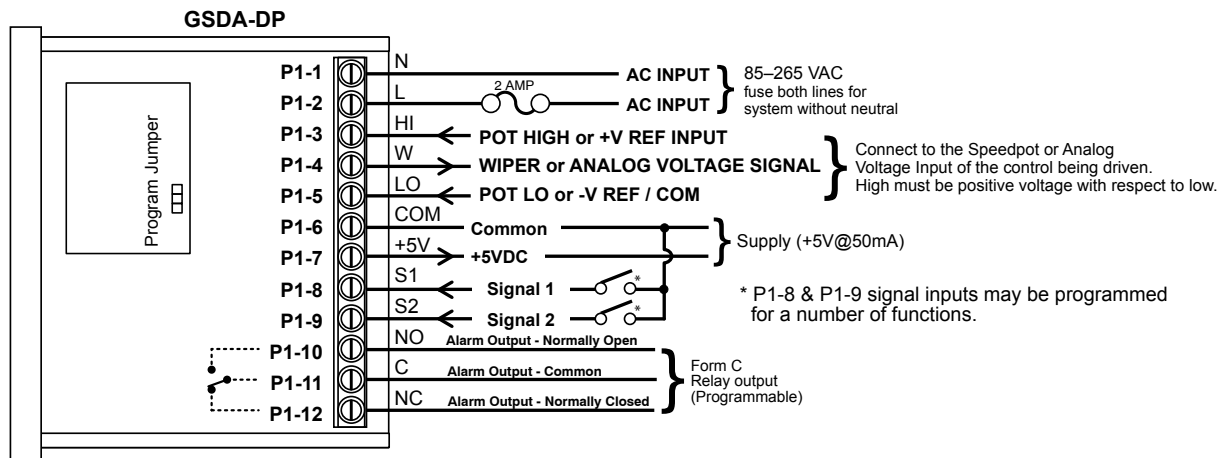 GSDA-DP
Program Jumper
P1-1 N AC INPUT
P1-2 L 2 AMP AC INPUT
85–265 VAC
fuse both lines for
system without neutral
P1-3 HI POT HIGH or +V REF INPUT
P1-4 W WIPER or ANALOG VOLTAGE SIGNAL
P1-5 LO POT LO or -V REF / COM
Connect to the Speedpot or Analog
Voltage Input of the control being driven.
High must be positive voltage with respect to low.
P1-6 COM Common
P1-7 +5V +5VDC
Supply (+5V@50mA)
P1-8 S1 Signal 1 *
P1-9 S2 Signal 2 *
* P1-8 & P1-9 signal inputs may be programmed
for a number of functions.
P1-10 NO Alarm Output - Normally Open
P1-11 C Alarm Output - Common
P1-12 NC Alarm Output - Normally Closed
Form C
Relay output
(Programmable)